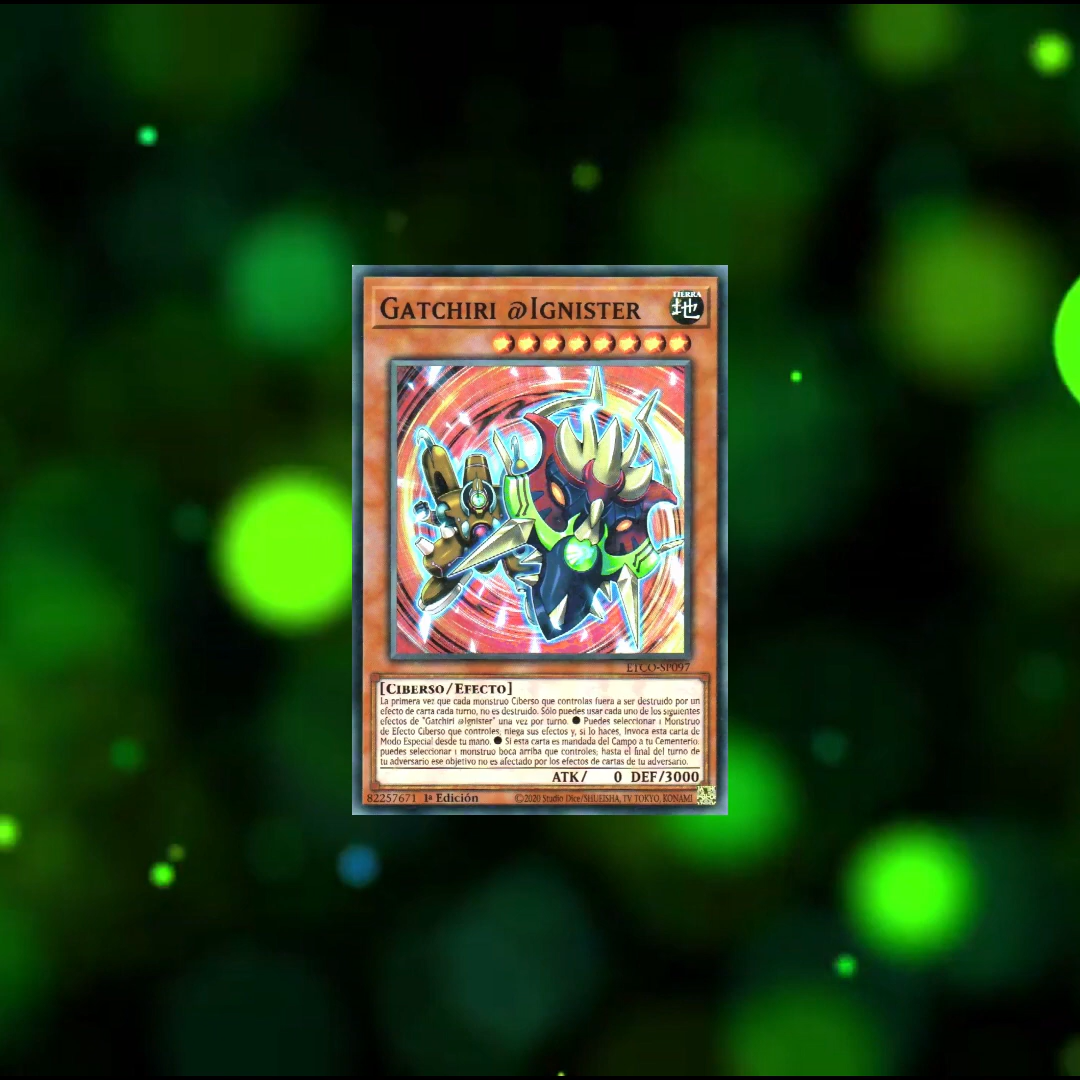 GATCHIRI @IGNISTER
TIERRA
地
ETCO-SP097
[CIBERSO/EFECTO]
La primera vez que cada monstruo Ciberso que controlas fuera a ser destruido por un
efecto de carta cada turno, no es destruido. Sólo puedes usar cada uno de los siguientes
efectos de "Gatchiri @Ignister" una vez por turno. ● Puedes seleccionar 1 Monstruo
de Efecto Ciberso que controles; niega sus efectos y, si lo haces, Invoca esta carta de
Modo Especial desde tu mano. ● Si esta carta es mandada del Campo a tu Cementerio:
puedes seleccionar 1 monstruo boca arriba que controles; hasta el final del turno de
tu adversario ese objetivo no es afectado por los efectos de cartas de tu adversario.
ATK/ 0 DEF/3000
82257671 1ª Edición ©2020 Studio Dice/SHUEISHA, TV TOKYO, KONAMI